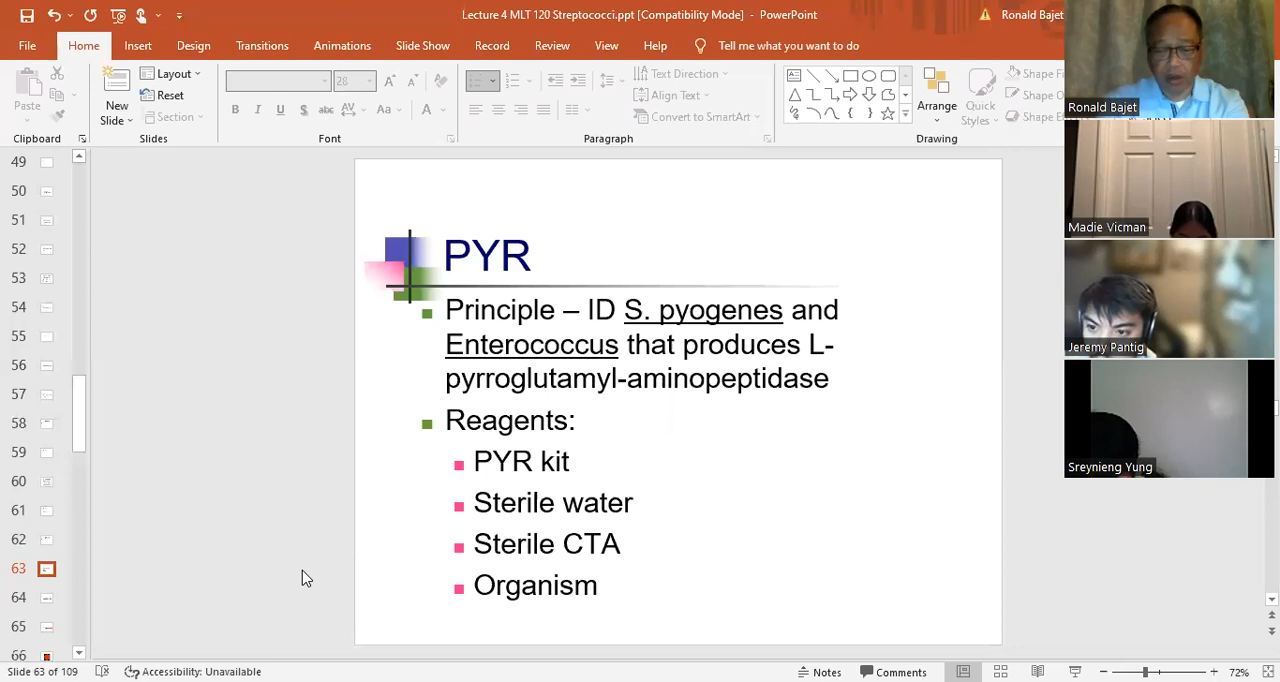 Lecture 4 MLT 120 Streptococci.ppt [Compatibility Mode] - PowerPoint
Ronald Bajet
File Home Insert Design Transitions Animations Slide Show Record Review View Help Tell me what you want to do
Paste
New Slide
Layout
Reset
Section
28
B I U S abc AV Aa A
Text Direction
Align Text
Convert to SmartArt
Arrange
Quick Styles
Shape Fi
Shape O
Shape E
Clipboard Slides Font Paragraph Drawing
49
50
51
52
53
54
55
56
57
58
59
60
61
62
63
64
65
66
PYR
Principle – ID S. pyogenes and
Enterococcus that produces L-
pyrroglutamyl-aminopeptidase
Reagents:
PYR kit
Sterile water
Sterile CTA
Organism
Ronald Bajet
Madie Vicman
Jeremy Pantig
Sreynieng Yung
Slide 63 of 109 Accessibility: Unavailable Notes Comments 72%